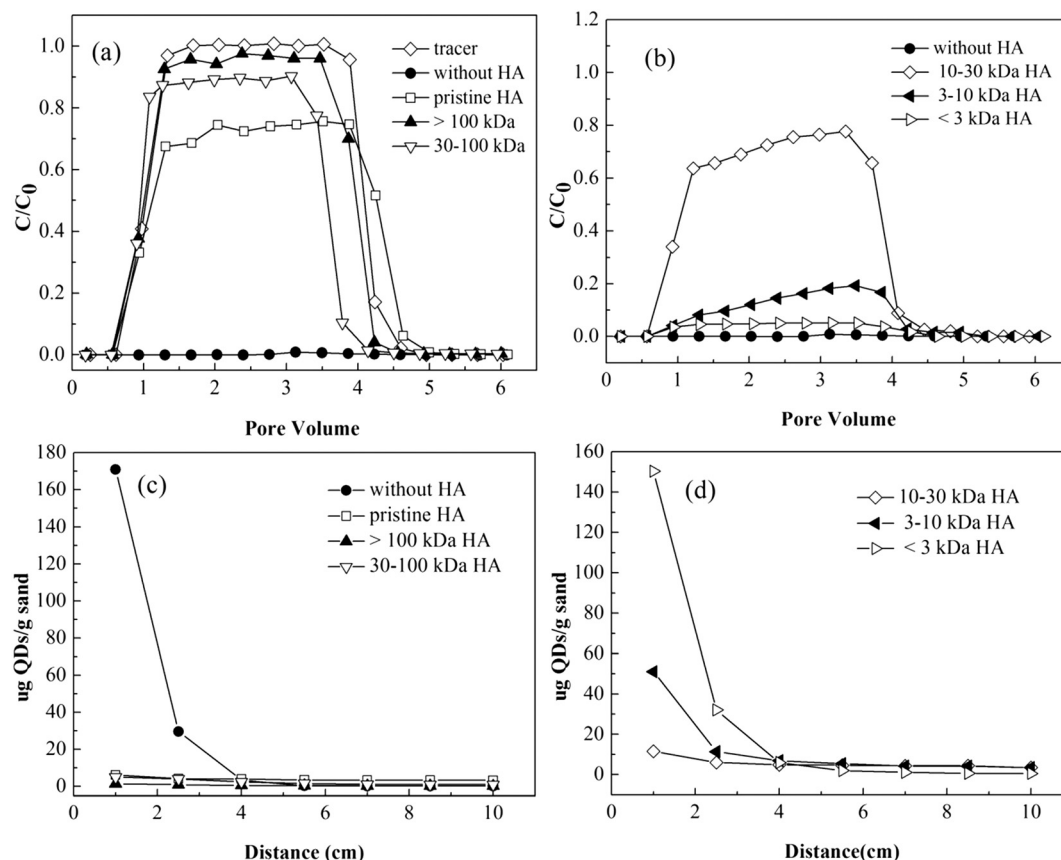 (a)
tracer
without HA
pristine HA
> 100 kDa
30-100 kDa
C/C0
1.0
0.8
0.6
0.4
0.2
0.0
0 1 2 3 4 5 6
Pore Volume
(b)
without HA
10-30 kDa HA
3-10 kDa HA
< 3 kDa HA
C/C0
1.2
1.0
0.8
0.6
0.4
0.2
0.0
0 1 2 3 4 5 6
Pore Volume
(c)
without HA
pristine HA
> 100 kDa HA
30-100 kDa HA
ug QDs/g sand
180
160
140
120
100
80
60
40
20
0
0 2 4 6 8 10
Distance (cm)
(d)
10-30 kDa HA
3-10 kDa HA
< 3 kDa HA
ug QDs/g sand
160
140
120
100
80
60
40
20
0
0 2 4 6 8 10
Distance(cm)